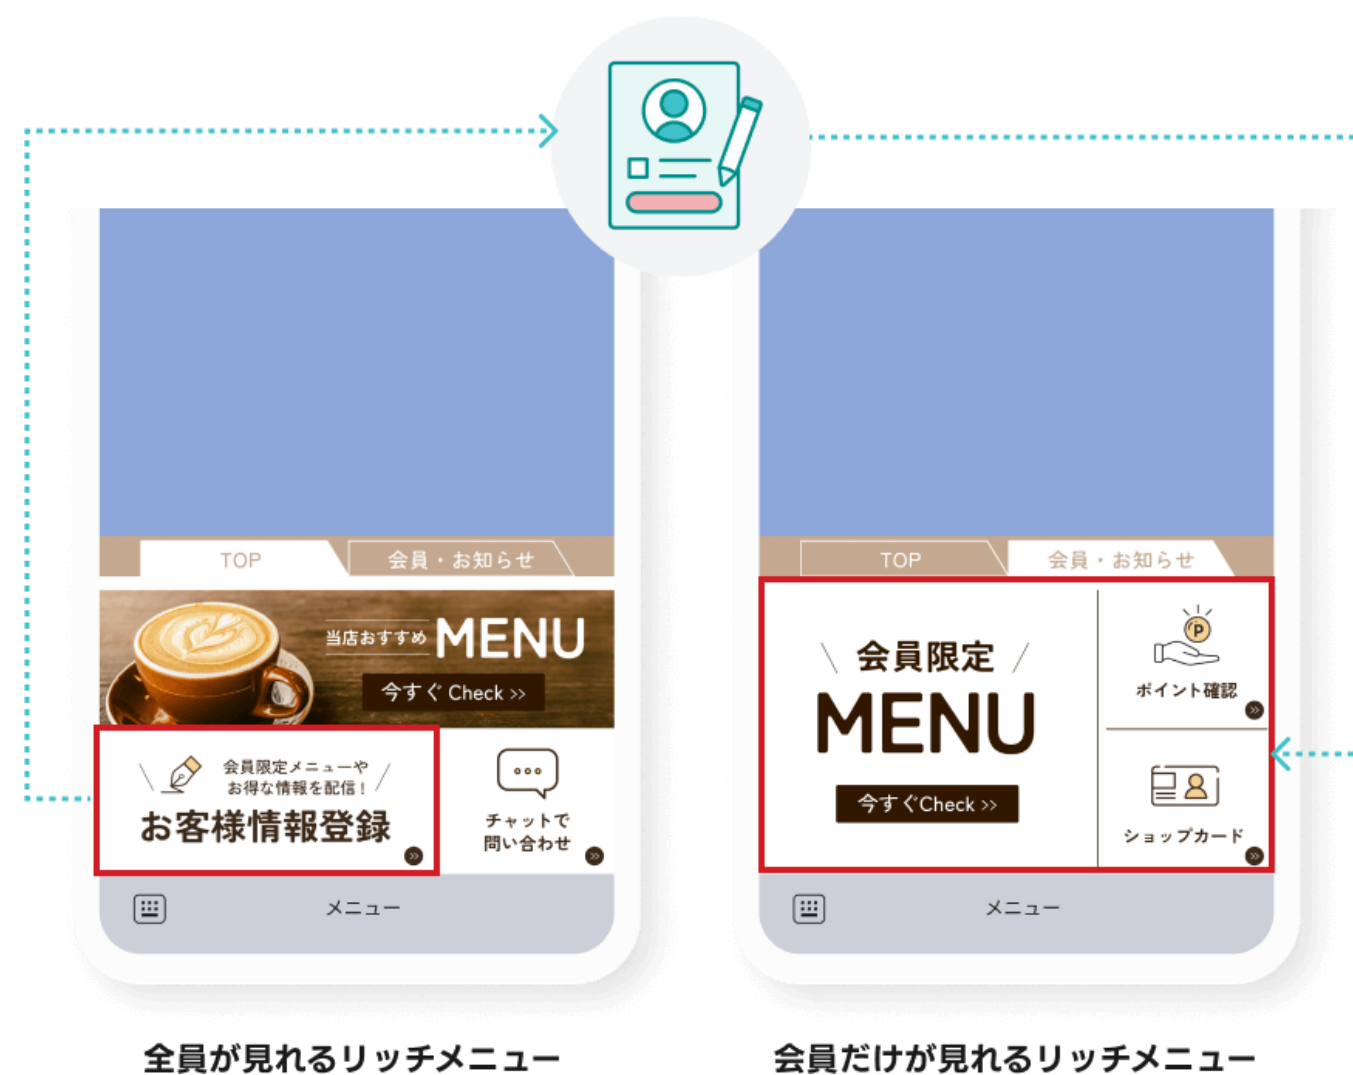 TOP
会員・お知らせ
当店おすすめ MENU
今すぐ Check >>
会員限定メニューや
お得な情報を配信！
お客様情報登録
チャットで
問い合わせ
メニュー
全員が見れるリッチメニュー
TOP
会員・お知らせ
会員限定
MENU
今すぐCheck >>
P
ポイント確認
ショップカード
メニュー
会員だけが見れるリッチメニュー